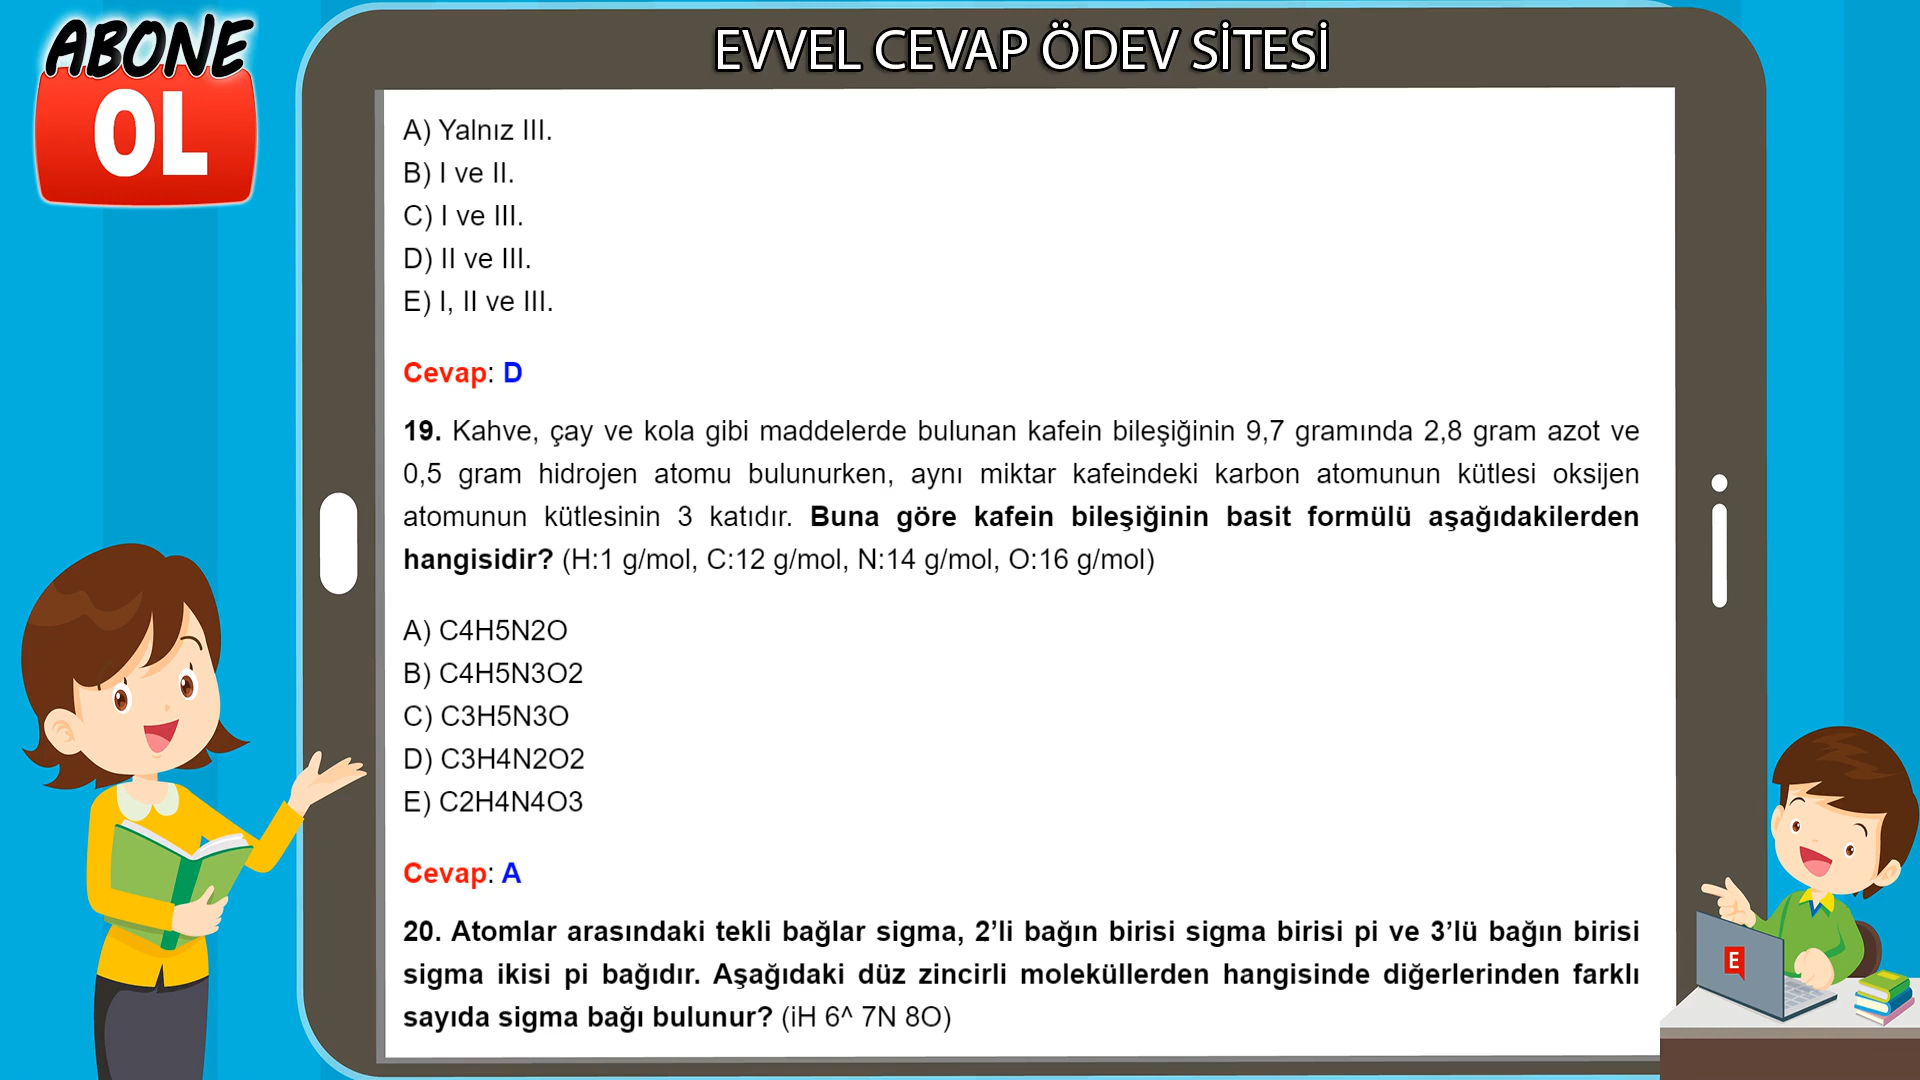 ABONE
OL
EVVEL CEVAP ÖDEV SİTESİ
A) Yalnız III.
B) I ve II.
C) I ve III.
D) II ve III.
E) I, II ve III.
Cevap: D
19. Kahve, çay ve kola gibi maddelerde bulunan kafein bileşiğinin 9,7 gramında 2,8 gram azot ve
0,5 gram hidrojen atomu bulunurken, aynı miktar kafeindeki karbon atomunun kütlesi oksijen
atomunun kütlesinin 3 katıdır. Buna göre kafein bileşiğinin basit formülü aşağıdakilerden
hangisidir? (H:1 g/mol, C:12 g/mol, N:14 g/mol, O:16 g/mol)
A) C4H5N2O
B) C4H5N3O2
C) C3H5N3O
D) C3H4N2O2
E) C2H4N4O3
Cevap: A
20. Atomlar arasındaki tekli bağlar sigma, 2’li bağın birisi sigma birisi pi ve 3’lü bağın birisi
sigma ikisi pi bağıdır. Aşağıdaki düz zincirli moleküllerden hangisinde diğerlerinden farklı
sayıda sigma bağı bulunur? (iH 6^ 7N 8O)
E